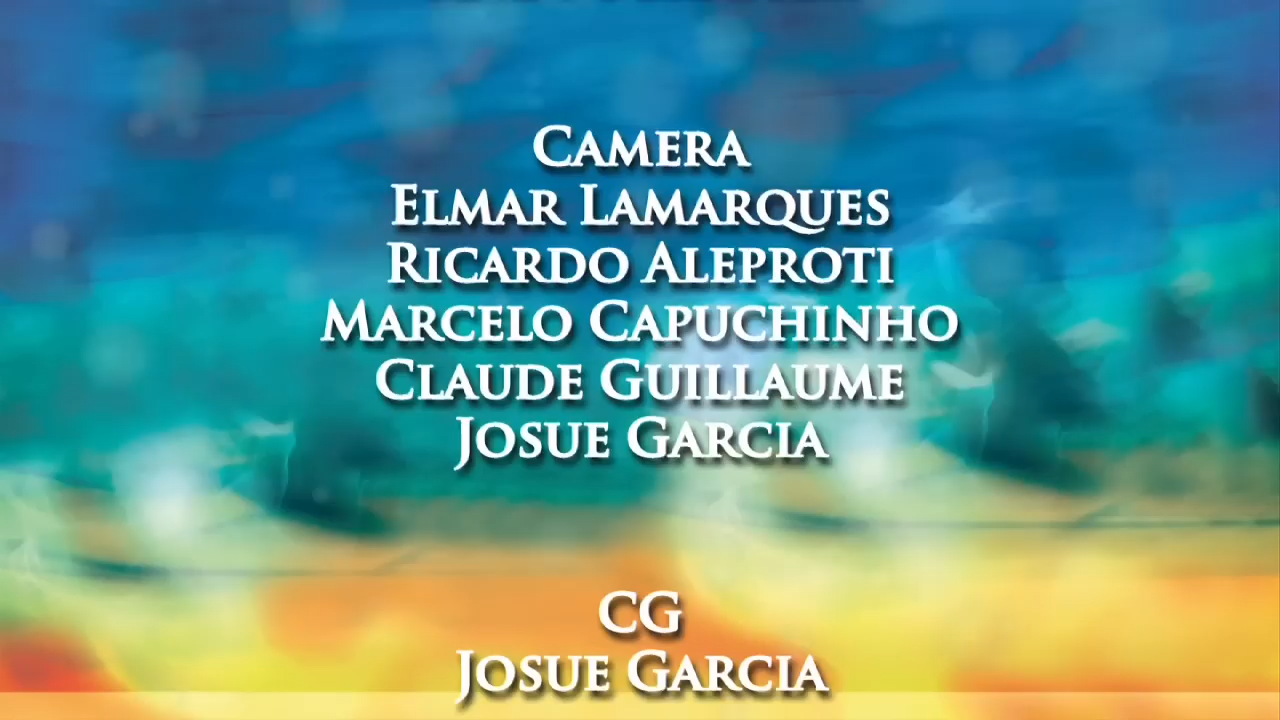 Camera
Elmar Lamarques
Ricardo Aleproti
Marcelo Capuchinho
Claude Guillaume
Josue Garcia
CG
Josue Garcia